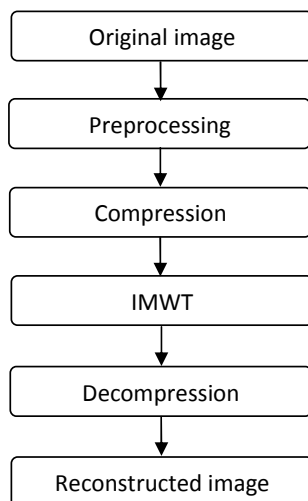 Original image
Preprocessing
Compression
IMWT
Decompression
Reconstructed image